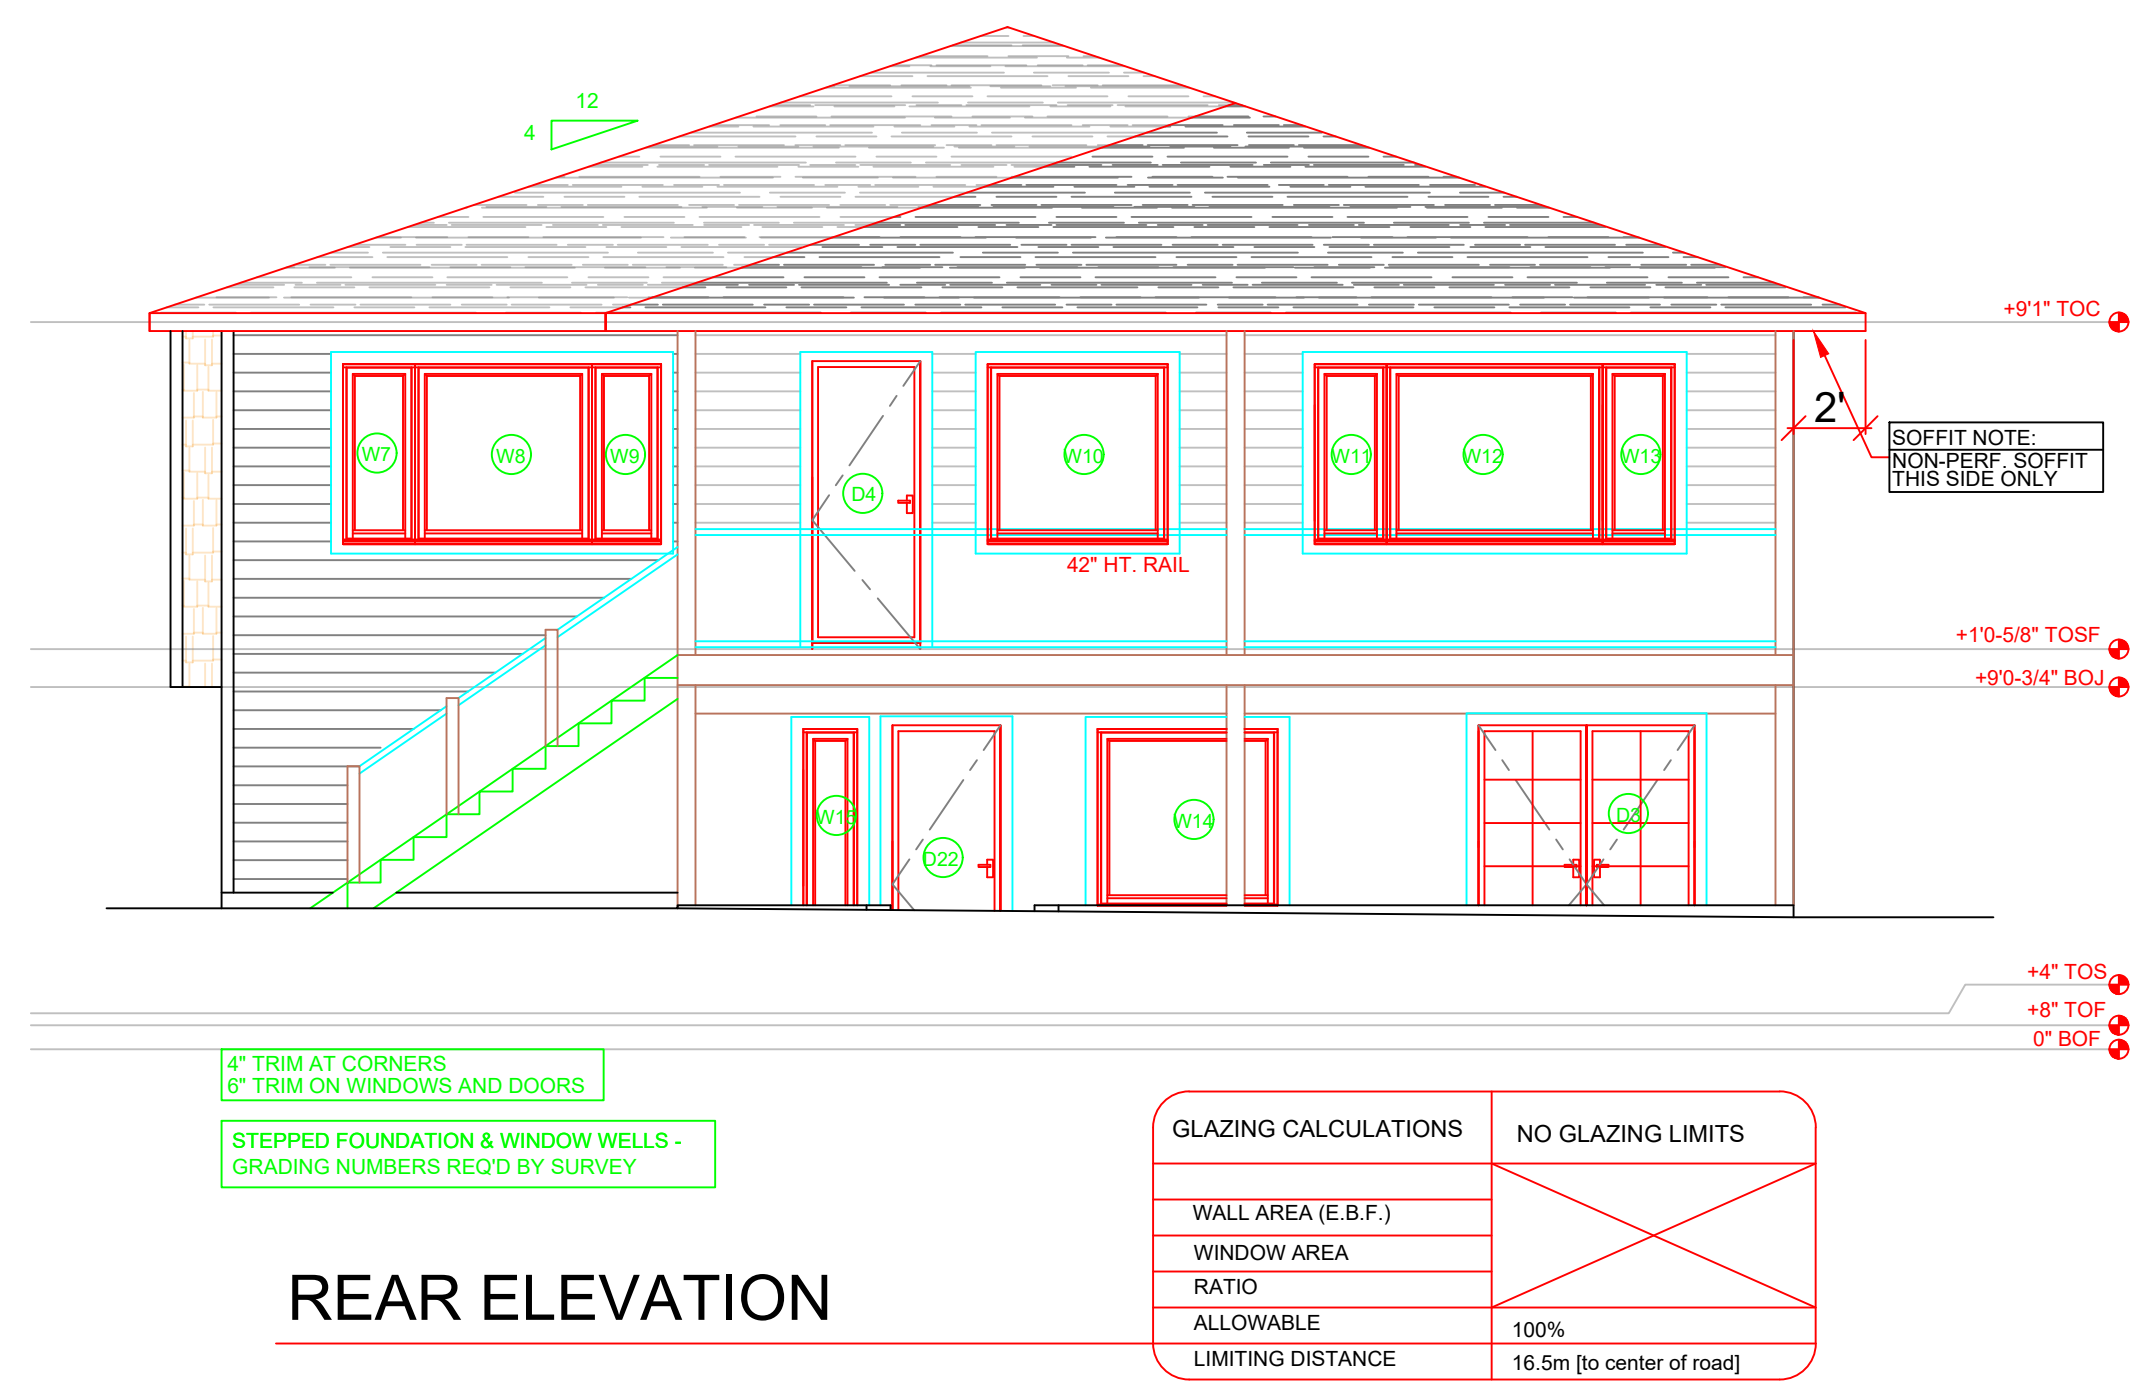 12
4
+9'1" TOC
2'
SOFFIT NOTE:
NON-PERF. SOFFIT
THIS SIDE ONLY
W7
W8
W9
D4
W10
W11
W12
W13
42" HT. RAIL
+1'0-5/8" TOSF
+9'0-3/4" BOJ
W15
D22
W14
D3
+4" TOS
+8" TOF
0" BOF
4" TRIM AT CORNERS
6" TRIM ON WINDOWS AND DOORS
STEPPED FOUNDATION & WINDOW WELLS -
GRADING NUMBERS REQ'D BY SURVEY
REAR ELEVATION
GLAZING CALCULATIONS
NO GLAZING LIMITS
WALL AREA (E.B.F.)
WINDOW AREA
RATIO
ALLOWABLE
100%
LIMITING DISTANCE
16.5m [to center of road]